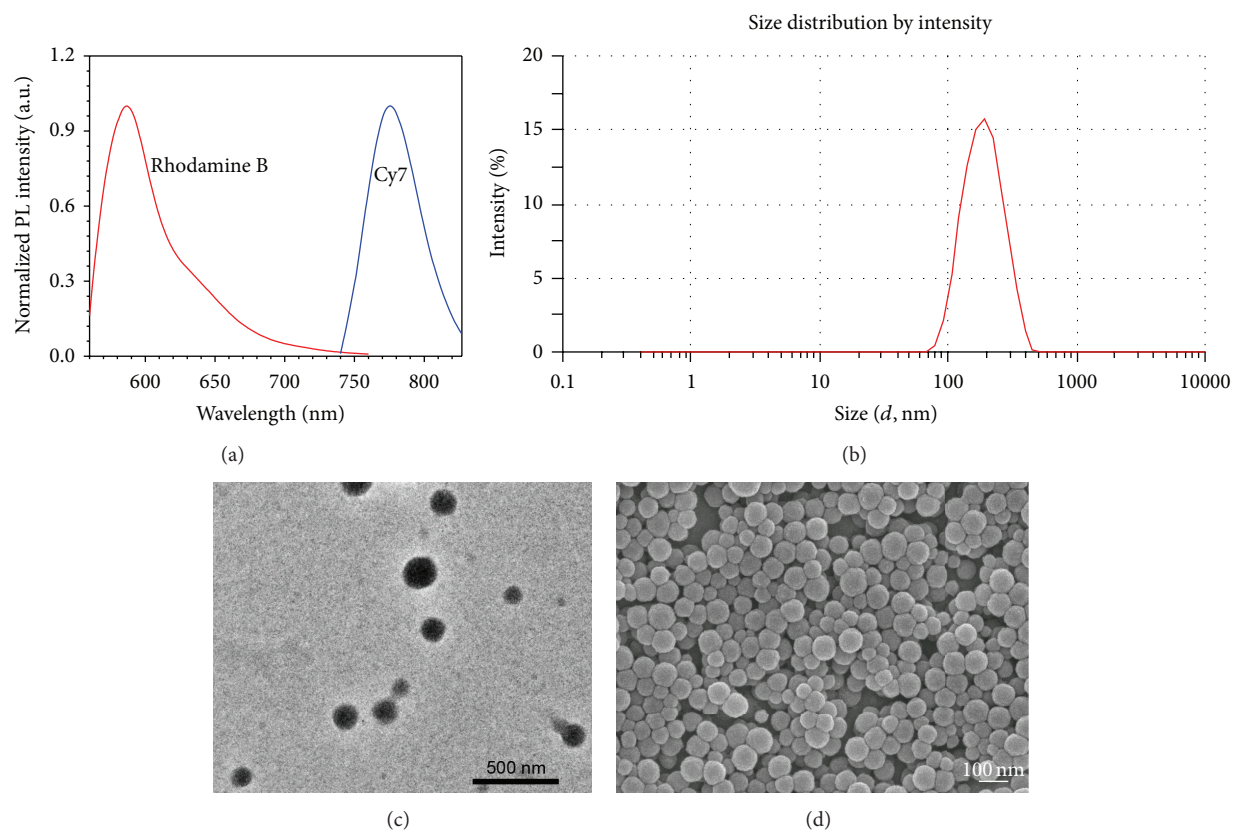 Size distribution by intensity
1.2
0.9
0.6
0.3
0.0
Normalized PL intensity (a.u.)
Rhodamine B
Cy7
600 650 700 750 800
Wavelength (nm)
(a)
20
15
10
5
0
Intensity (%)
0.1 1 10 100 1000 10000
Size (d, nm)
(b)
500 nm
(c)
100 nm
(d)